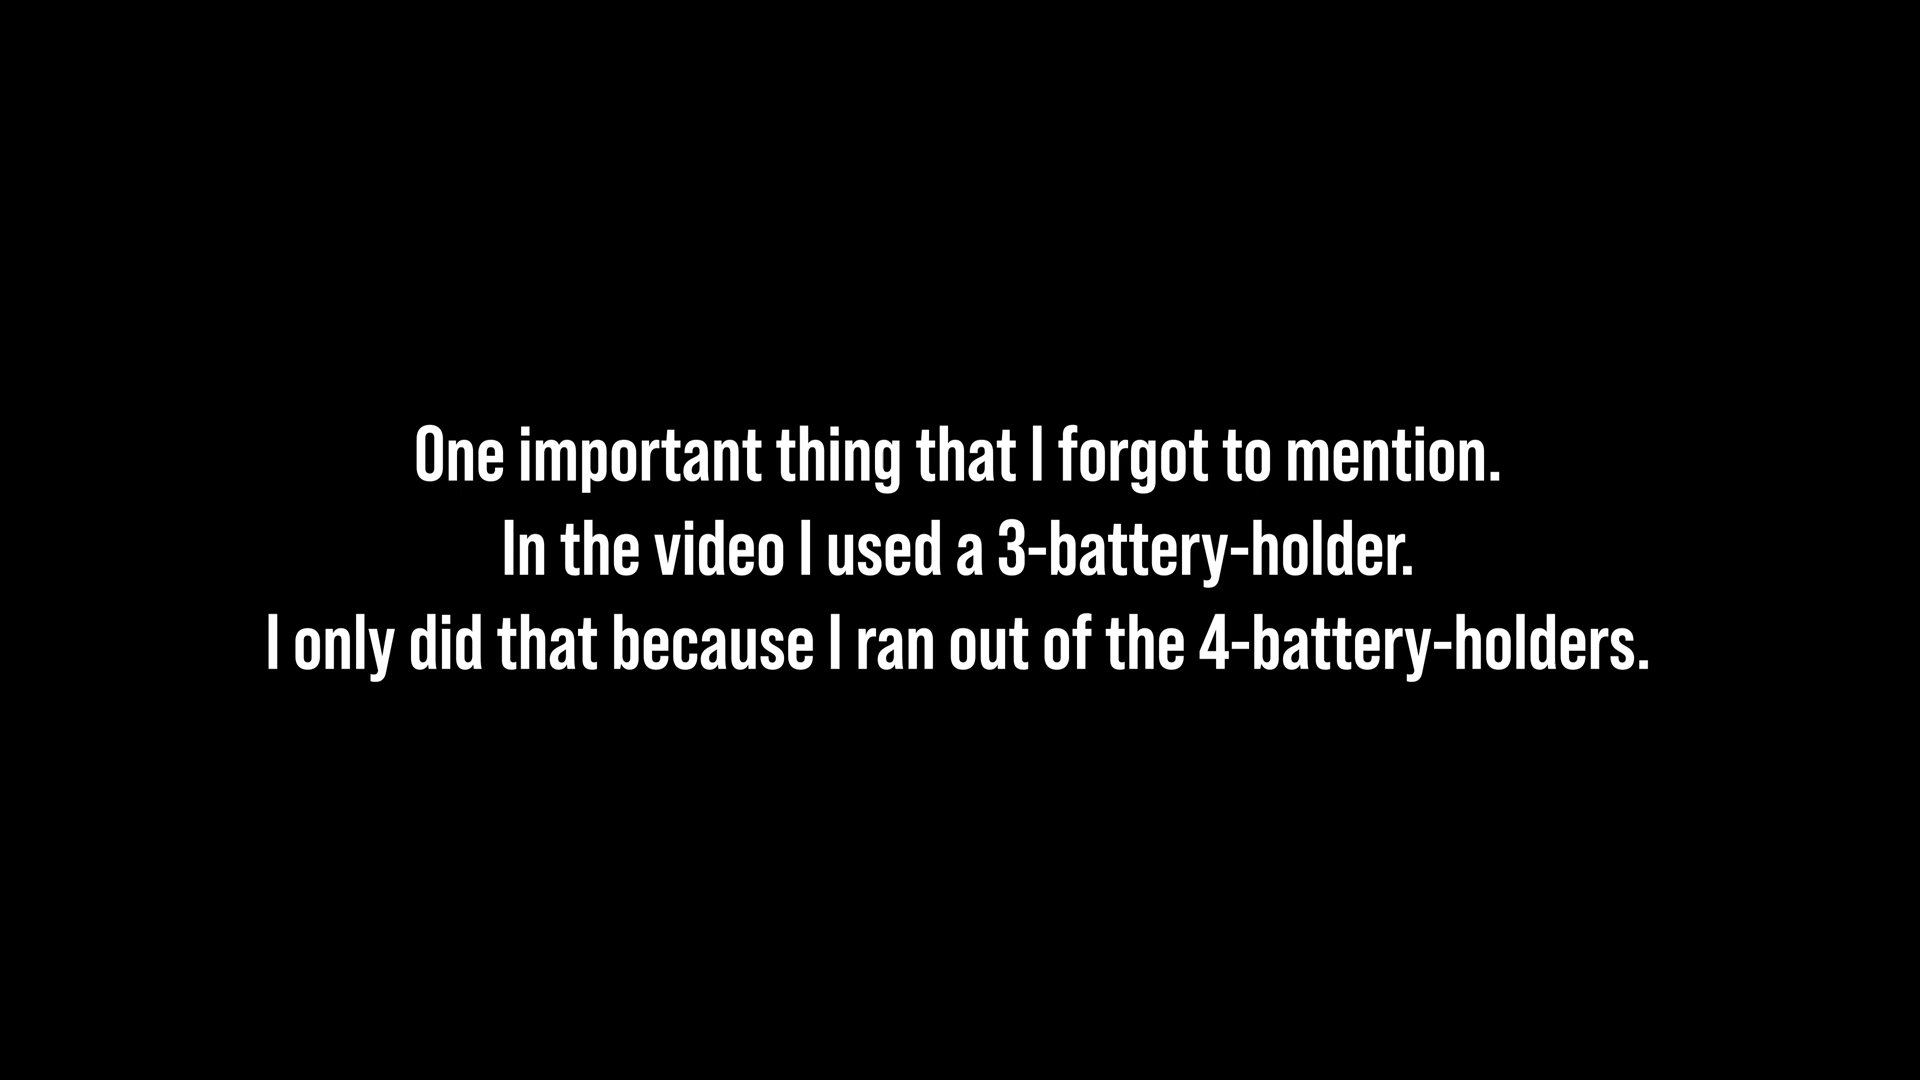 One important thing that I forgot to mention.
In the video I used a 3-battery-holder.
I only did that because I ran out of the 4-battery-holders.